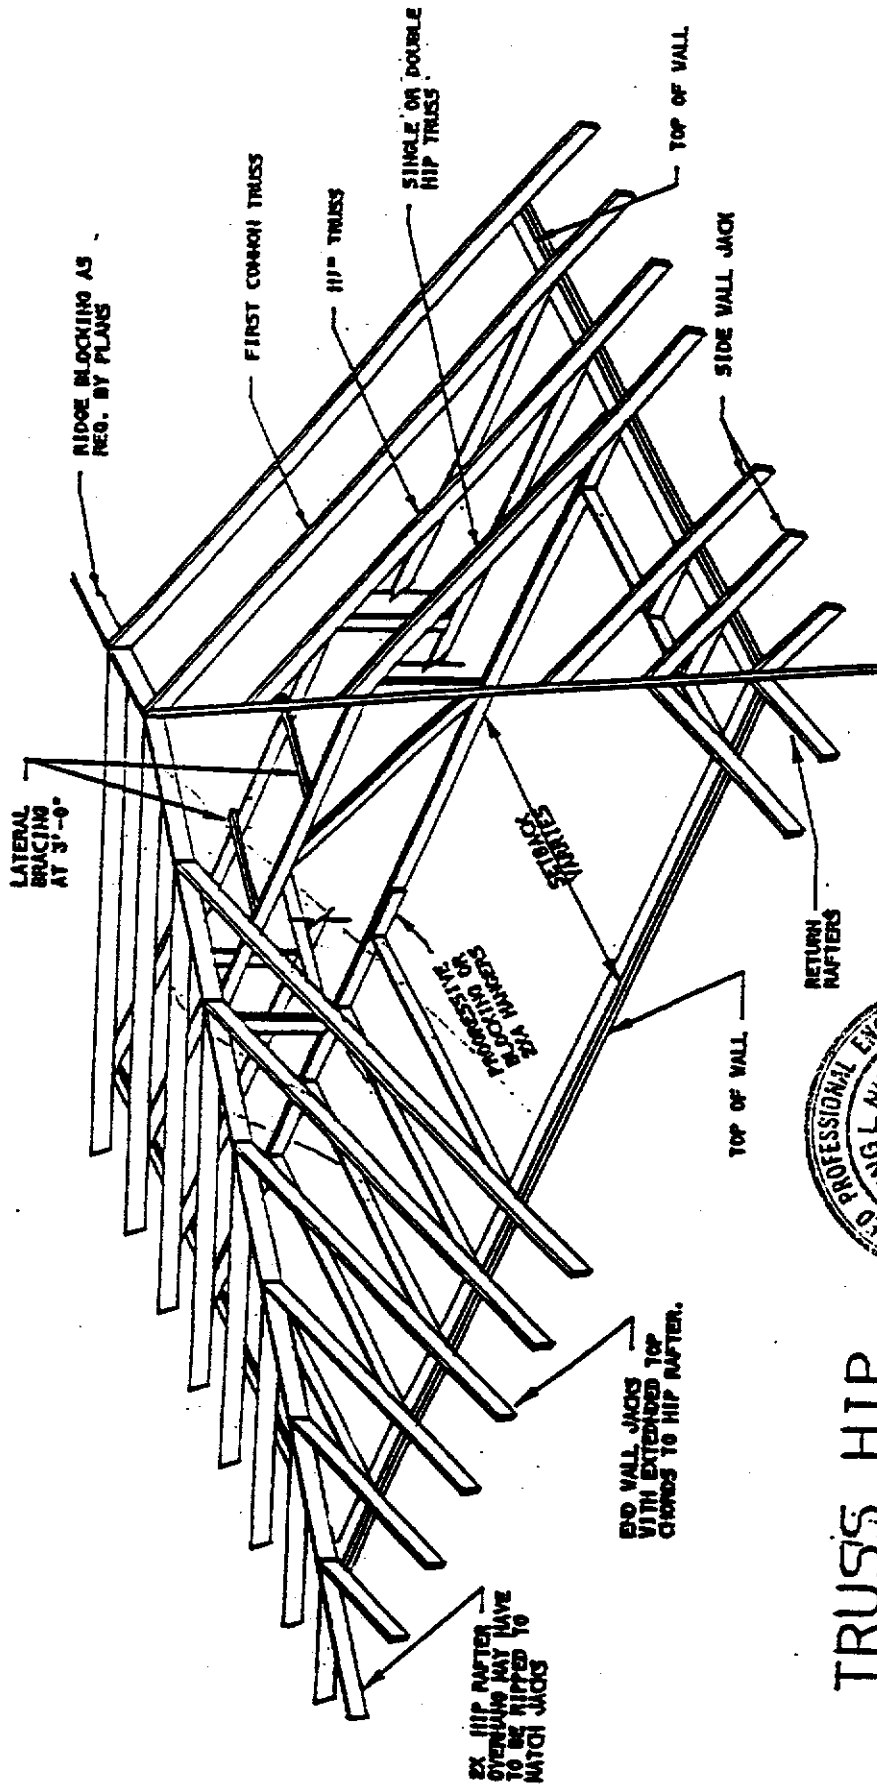 LATERAL
BRACING
AT 3'-0"
RIDGE BLOCKING AS
REQ. BY PLANS
FIRST COMMON TRUSS
HIP TRUSS
SINGLE OR DOUBLE
HIP TRUSS
TOP OF WALL
SIDE WALL JACK
SETBACK
VARRIES
PROGRESSIVE
BLOCKING OR
2X4 HANGERS
RETURN
RAFTERS
TOP OF WALL
END WALL JACKS
WITH EXTENDED TOP
CHORDS TO HIP RAFTER.
2X HIP RAFTER
OVERHANG MAY HAVE
TO BE RIPPED TO
MATCH JACKS
TRUSS HIP
PROFESSIONAL